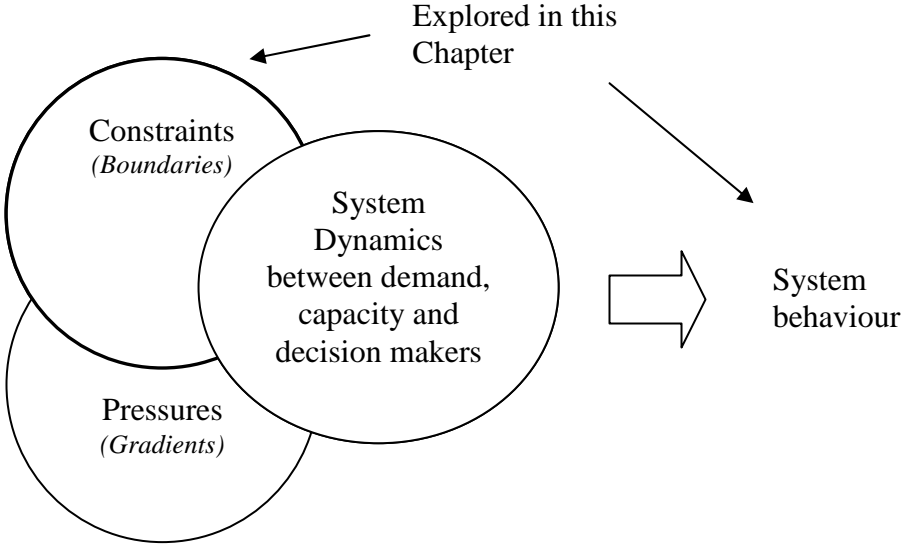 Explored in this
Chapter
Constraints
(Boundaries)
System
Dynamics
between demand,
capacity and
decision makers
System
behaviour
Pressures
(Gradients)